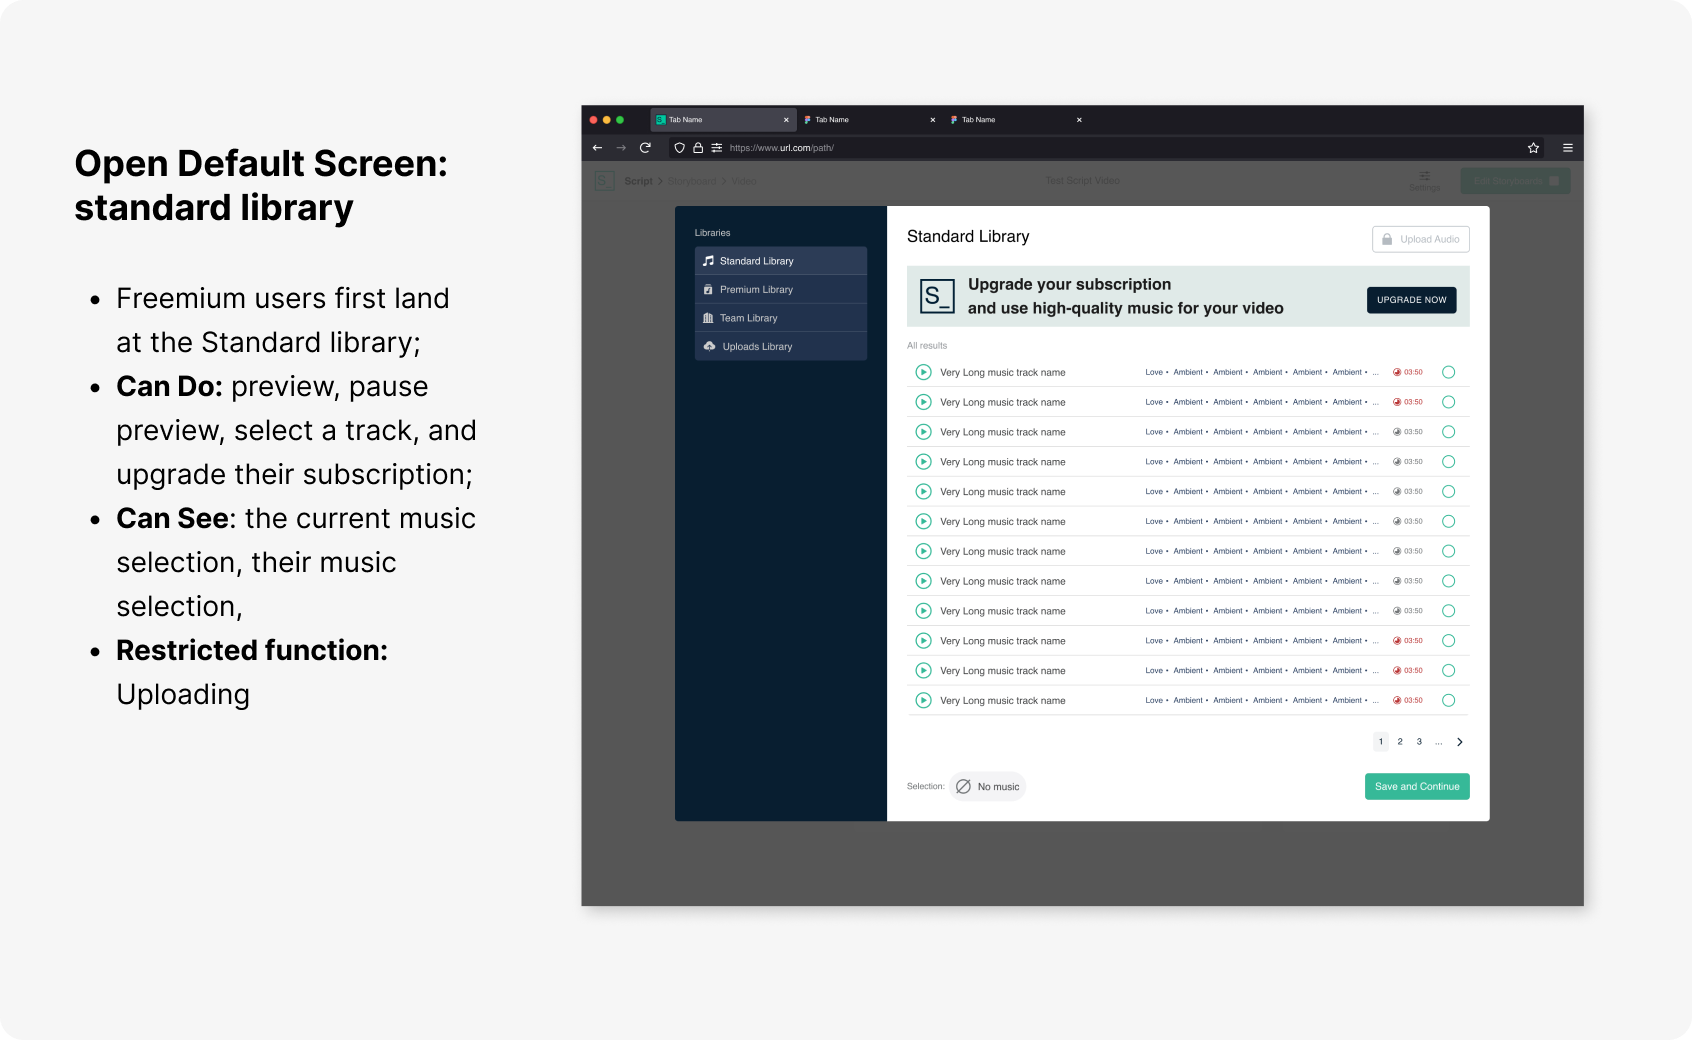 Open Default Screen:
standard library
• Freemium users first land
at the Standard library;
• Can Do: preview, pause
preview, select a track, and
upgrade their subscription;
• Can See: the current music
selection, their music
selection,
• Restricted function:
Uploading
Tab Name
Tab Name
Tab Name
https://www.url.com/path/
S_ Script > Storyboard > Video
Test Script Video
Settings
Edit Storyboards
Libraries
Standard Library
Premium Library
Team Library
Uploads Library
Standard Library
Upload Audio
S_
Upgrade your subscription
and use high-quality music for your video
UPGRADE NOW
All results
Very Long music track name Love • Ambient • Ambient • Ambient • Ambient • Ambient • ... 03:50
Very Long music track name Love • Ambient • Ambient • Ambient • Ambient • Ambient • ... 03:50
Very Long music track name Love • Ambient • Ambient • Ambient • Ambient • Ambient • ... 03:50
Very Long music track name Love • Ambient • Ambient • Ambient • Ambient • Ambient • ... 03:50
Very Long music track name Love • Ambient • Ambient • Ambient • Ambient • Ambient • ... 03:50
Very Long music track name Love • Ambient • Ambient • Ambient • Ambient • Ambient • ... 03:50
Very Long music track name Love • Ambient • Ambient • Ambient • Ambient • Ambient • ... 03:50
Very Long music track name Love • Ambient • Ambient • Ambient • Ambient • Ambient • ... 03:50
Very Long music track name Love • Ambient • Ambient • Ambient • Ambient • Ambient • ... 03:50
Very Long music track name Love • Ambient • Ambient • Ambient • Ambient • Ambient • ... 03:50
Very Long music track name Love • Ambient • Ambient • Ambient • Ambient • Ambient • ... 03:50
Very Long music track name Love • Ambient • Ambient • Ambient • Ambient • Ambient • ... 03:50
1 2 3 ... >
Selection: No music
Save and Continue